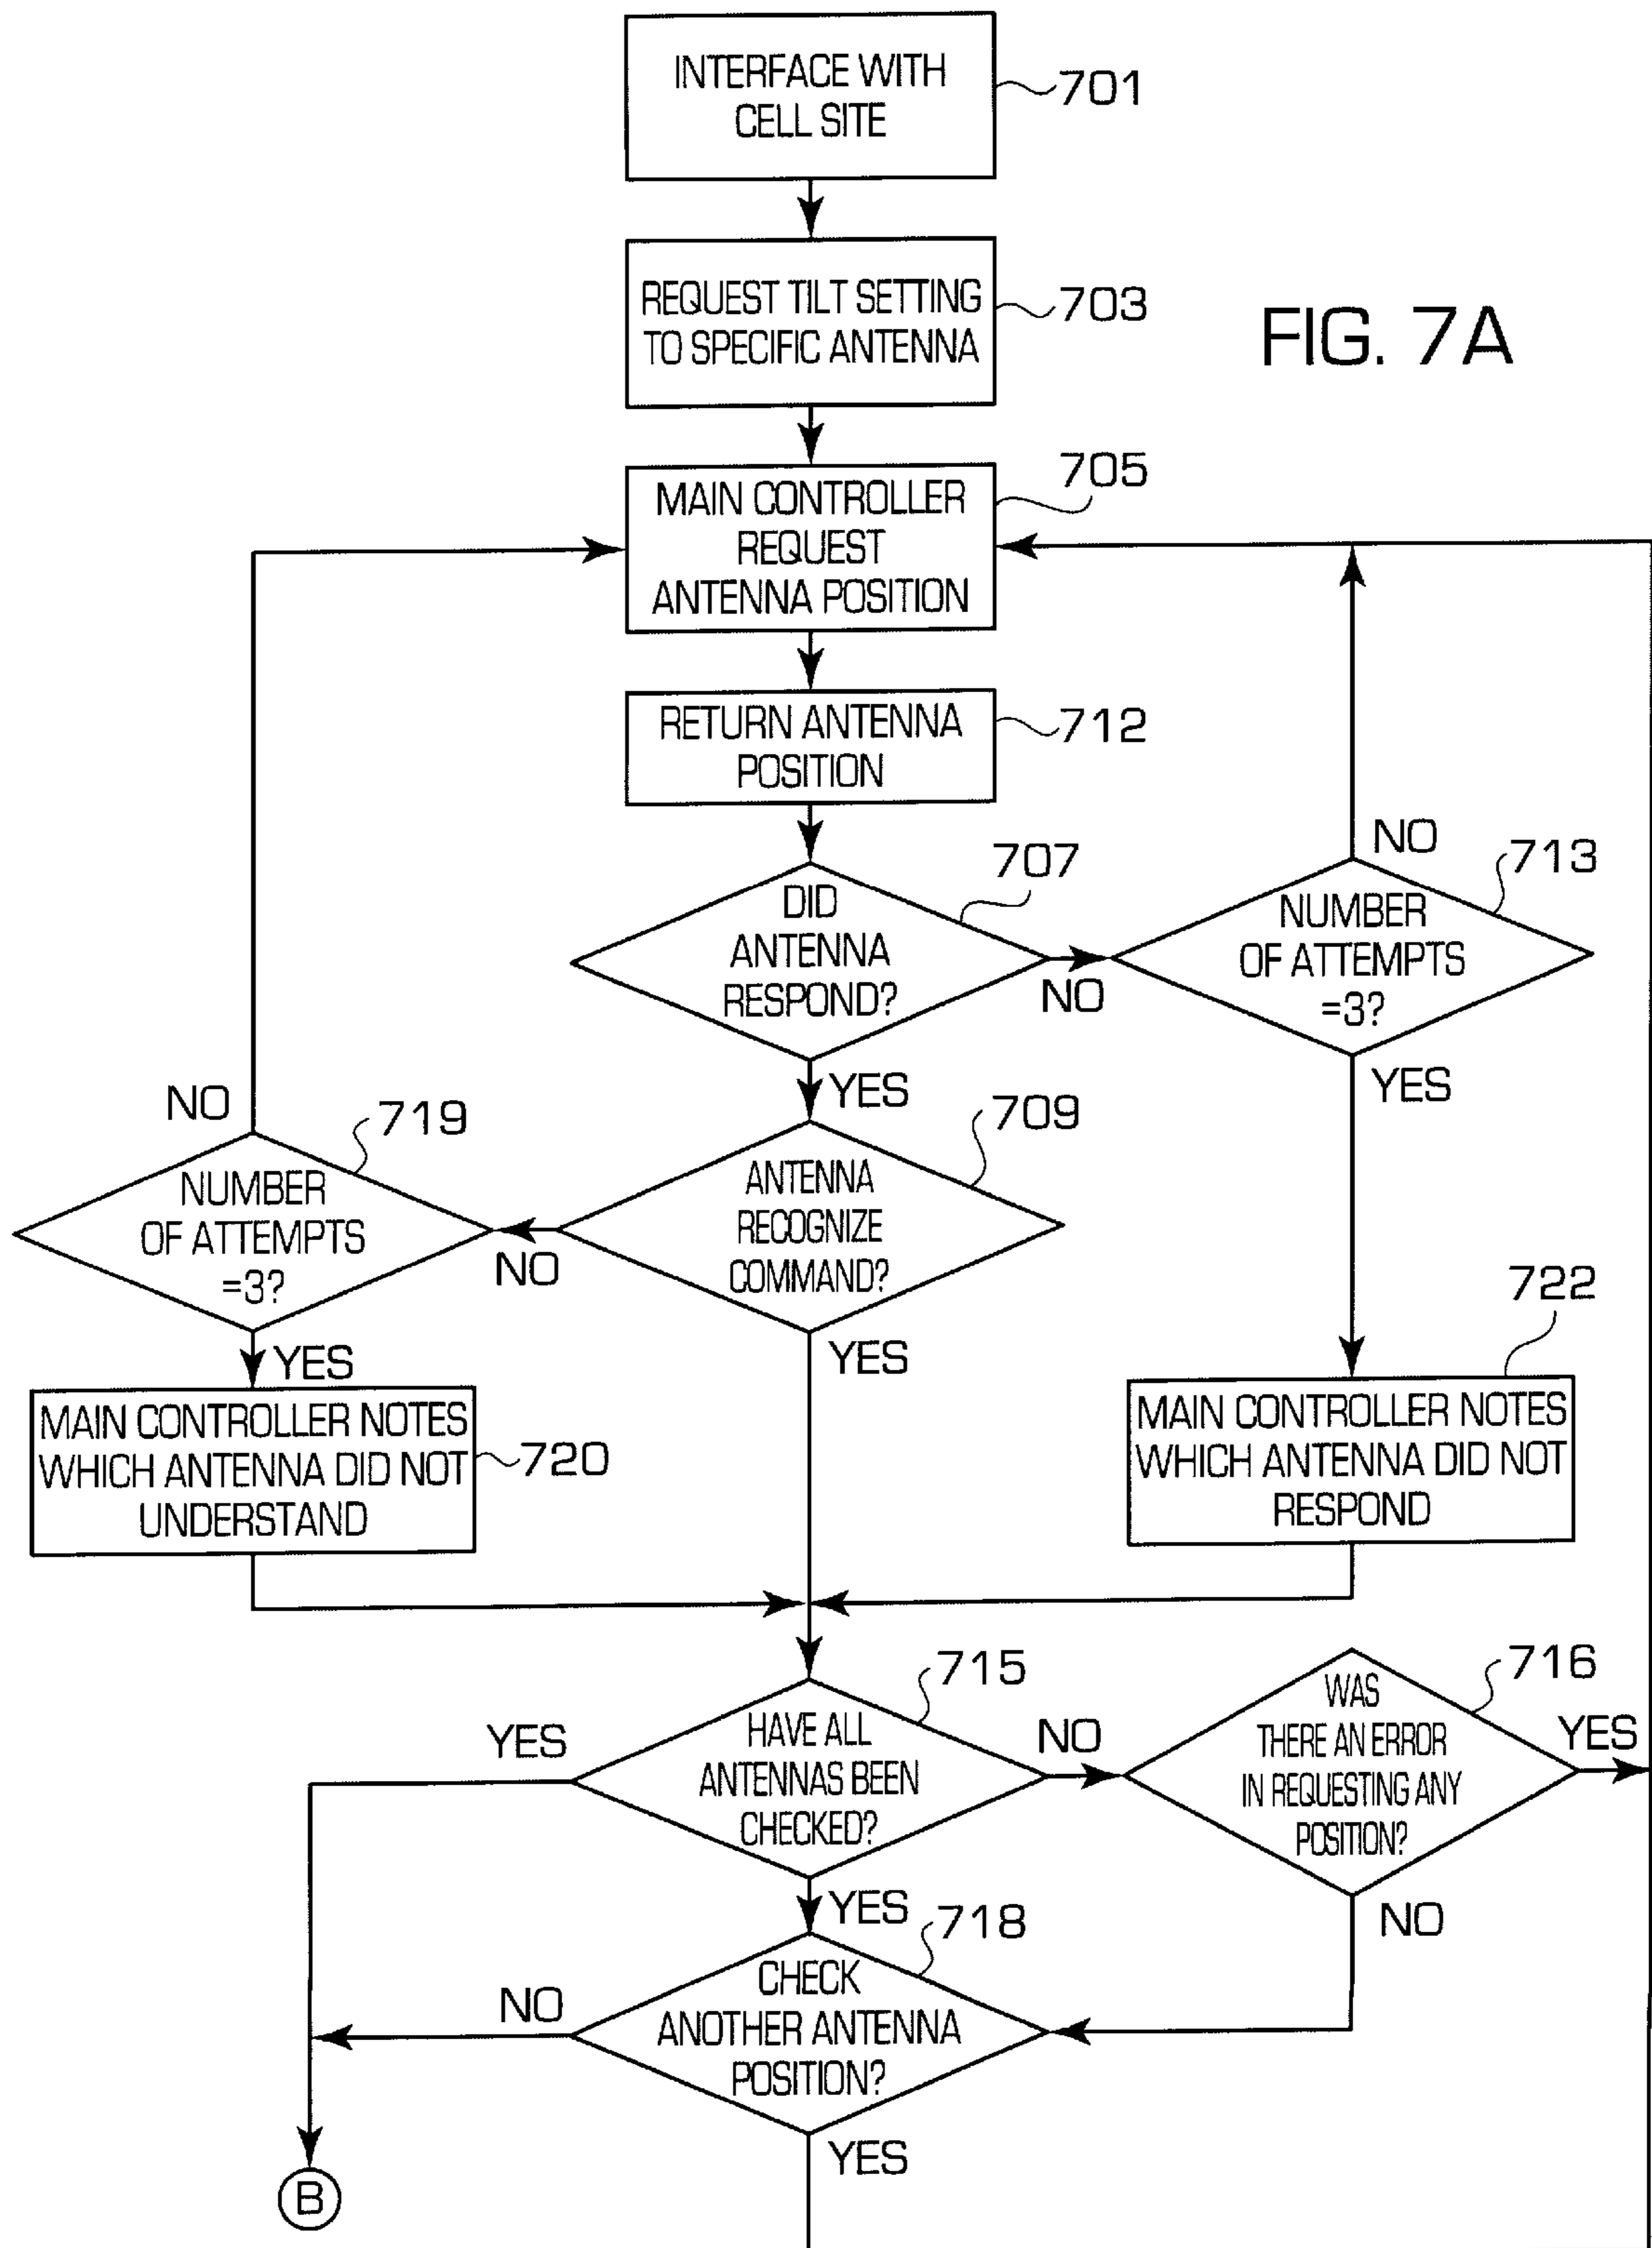 INTERFACE WITH
CELL SITE
701
REQUEST TILT SETTING
TO SPECIFIC ANTENNA
703
FIG. 7A
MAIN CONTROLLER
REQUEST
ANTENNA POSITION
705
RETURN ANTENNA
POSITION
712
DID
ANTENNA
RESPOND?
707
NO
NUMBER
OF ATTEMPTS
=3?
713
NO
YES
YES
ANTENNA
RECOGNIZE
COMMAND?
709
NO
YES
NUMBER
OF ATTEMPTS
=3?
719
NO
YES
MAIN CONTROLLER NOTES
WHICH ANTENNA DID NOT
UNDERSTAND
720
MAIN CONTROLLER NOTES
WHICH ANTENNA DID NOT
RESPOND
722
HAVE ALL
ANTENNAS BEEN
CHECKED?
715
YES
NO
YES
WAS
THERE AN ERROR
IN REQUESTING ANY
POSITION?
716
YES
NO
CHECK
ANOTHER ANTENNA
POSITION?
718
NO
YES
B